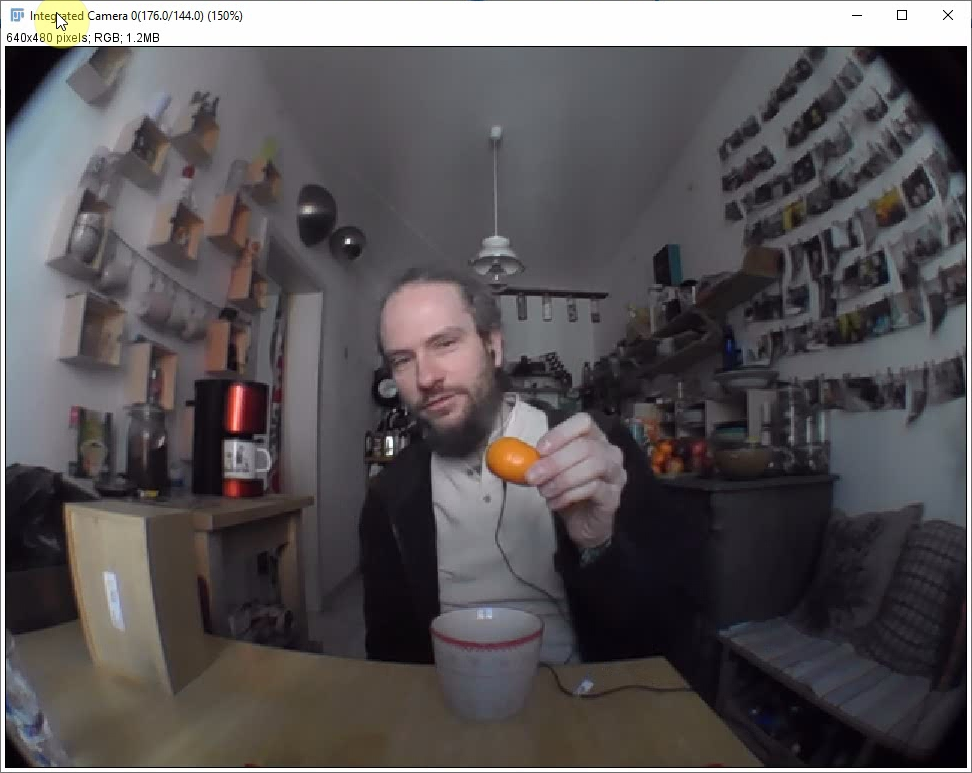 Integrated Camera 0(176.0/144.0) (150%)
640x480 pixels; RGB; 1.2MB